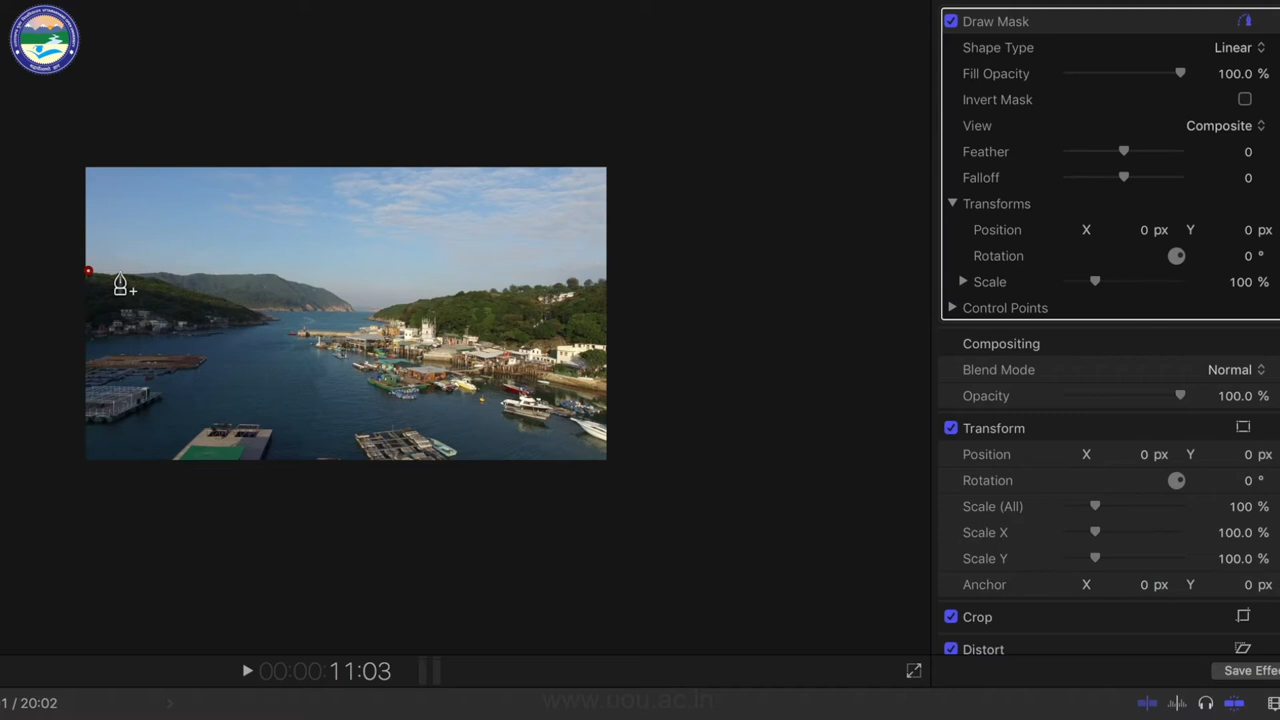 Draw Mask
Shape Type Linear
Fill Opacity 100.0 %
Invert Mask
View Composite
Feather 0
Falloff 0
Transforms
Position X 0 px Y 0 px
Rotation 0 °
Scale 100 %
Control Points
Compositing
Blend Mode Normal
Opacity 100.0 %
Transform
Position X 0 px Y 0 px
Rotation 0 °
Scale (All) 100 %
Scale X 100.0 %
Scale Y 100.0 %
Anchor X 0 px Y 0 px
Crop
Distort
00:00:11:03
Save Effe
1 / 20:02
www.uou.ac.in